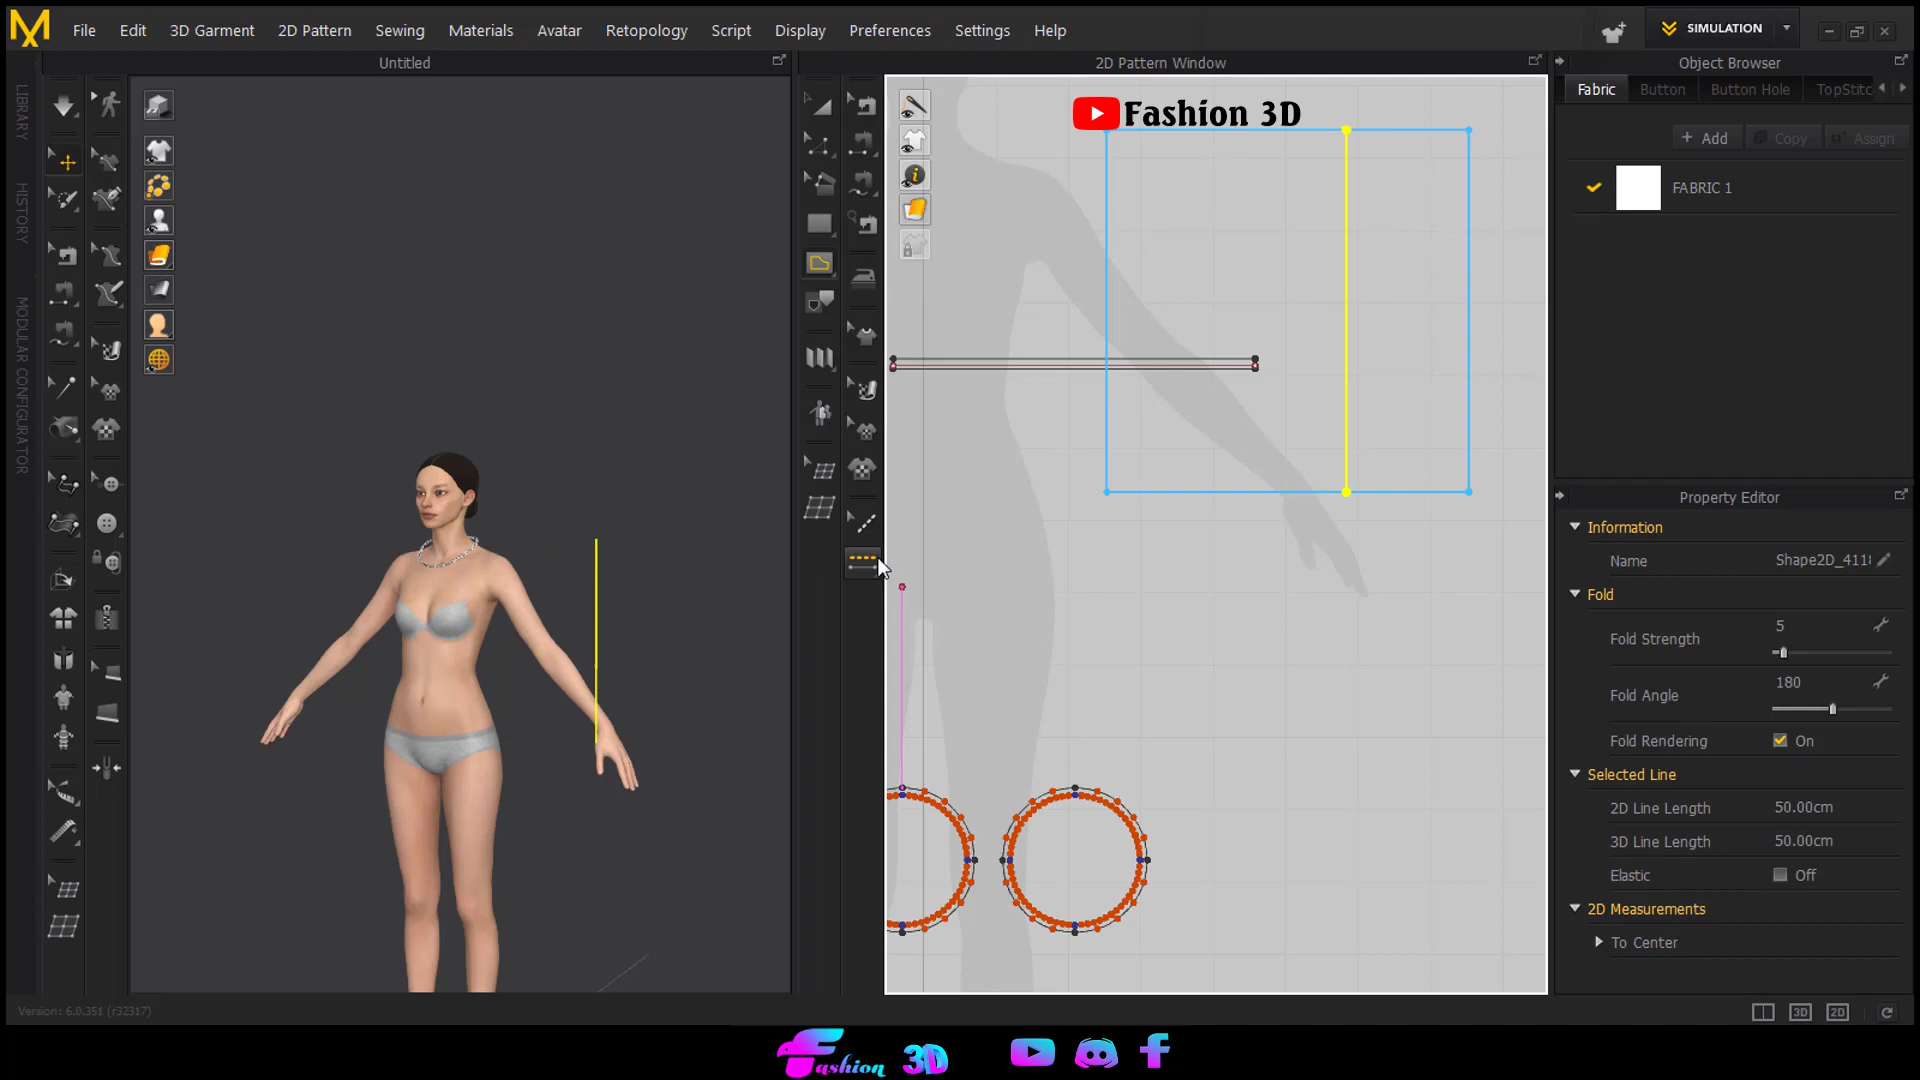 File Edit 3D Garment 2D Pattern Sewing Materials Avatar Retopology Script Display Preferences Settings Help
SIMULATION
Untitled
2D Pattern Window
Object Browser
Fabric Button Button Hole TopStitc
+ Add Copy Assign
FABRIC 1
Fashion 3D
LIBRARY
HISTORY
MODULAR CONFIGURATOR
Property Editor
Information
Name Shape2D_4118
Fold
Fold Strength 5
Fold Angle 180
Fold Rendering On
Selected Line
2D Line Length 50.00cm
3D Line Length 50.00cm
Elastic Off
2D Measurements
To Center
Version: 6.0.351 (r32317)
3D 2D
Fashion 3D